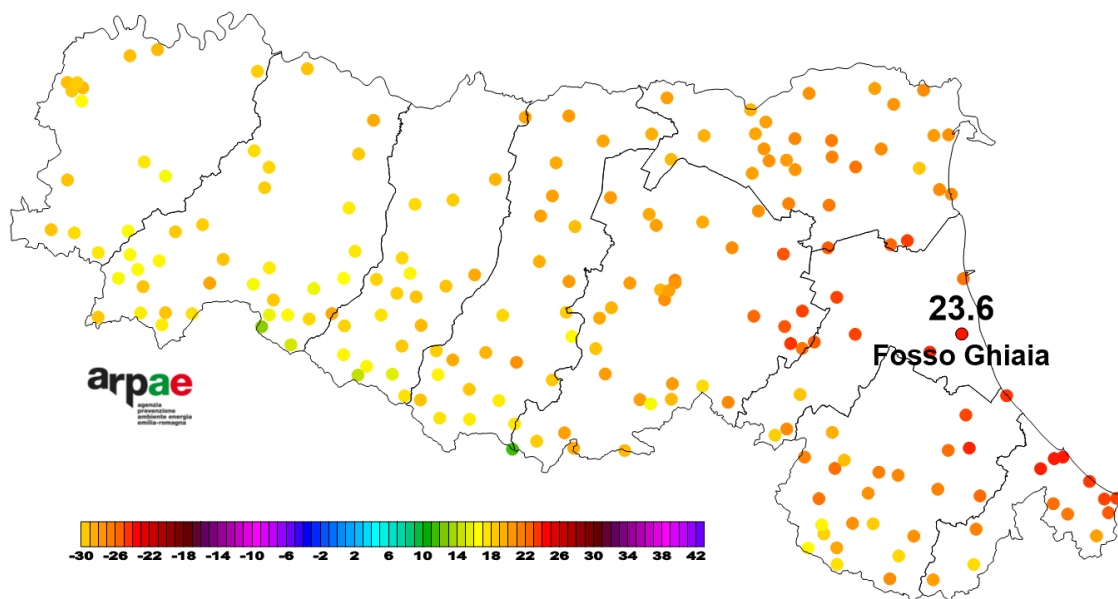 23.6
Fosso Ghiaia
arpae
agenzia
prevenzione
ambiente energia
emilia-romagna
-30 -26 -22 -18 -14 -10 -6 -2 2 6 10 14 18 22 26 30 34 38 42